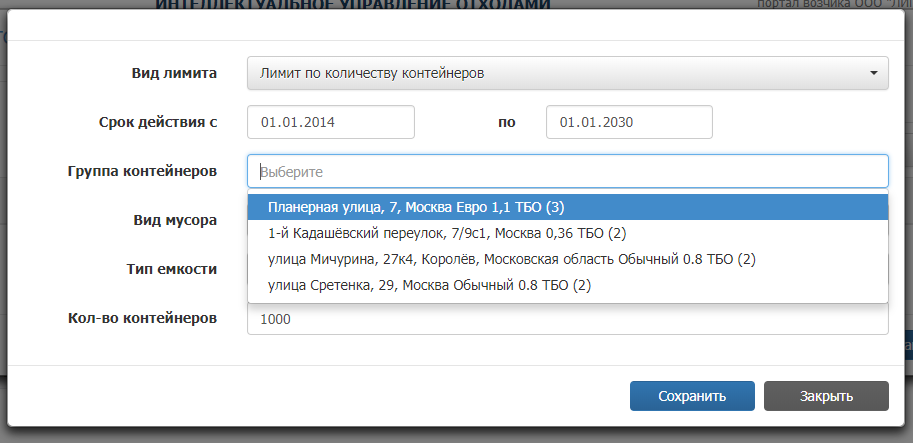 ИНТЕЛЛЕКТУАЛЬНОЕ УПРАВЛЕНИЕ ОТХОДАМИ
портал возчика ООО "ЛИ
Вид лимита
Лимит по количеству контейнеров
Срок действия с
01.01.2014
по
01.01.2030
Группа контейнеров
Выберите
Планерная улица, 7, Москва Евро 1,1 ТБО (3)
1-й Кадашёвский переулок, 7/9с1, Москва 0,36 ТБО (2)
улица Мичурина, 27к4, Королёв, Московская область Обычный 0.8 ТБО (2)
улица Сретенка, 29, Москва Обычный 0.8 ТБО (2)
Вид мусора
Тип емкости
Кол-во контейнеров
1000
Сохранить
Закрыть